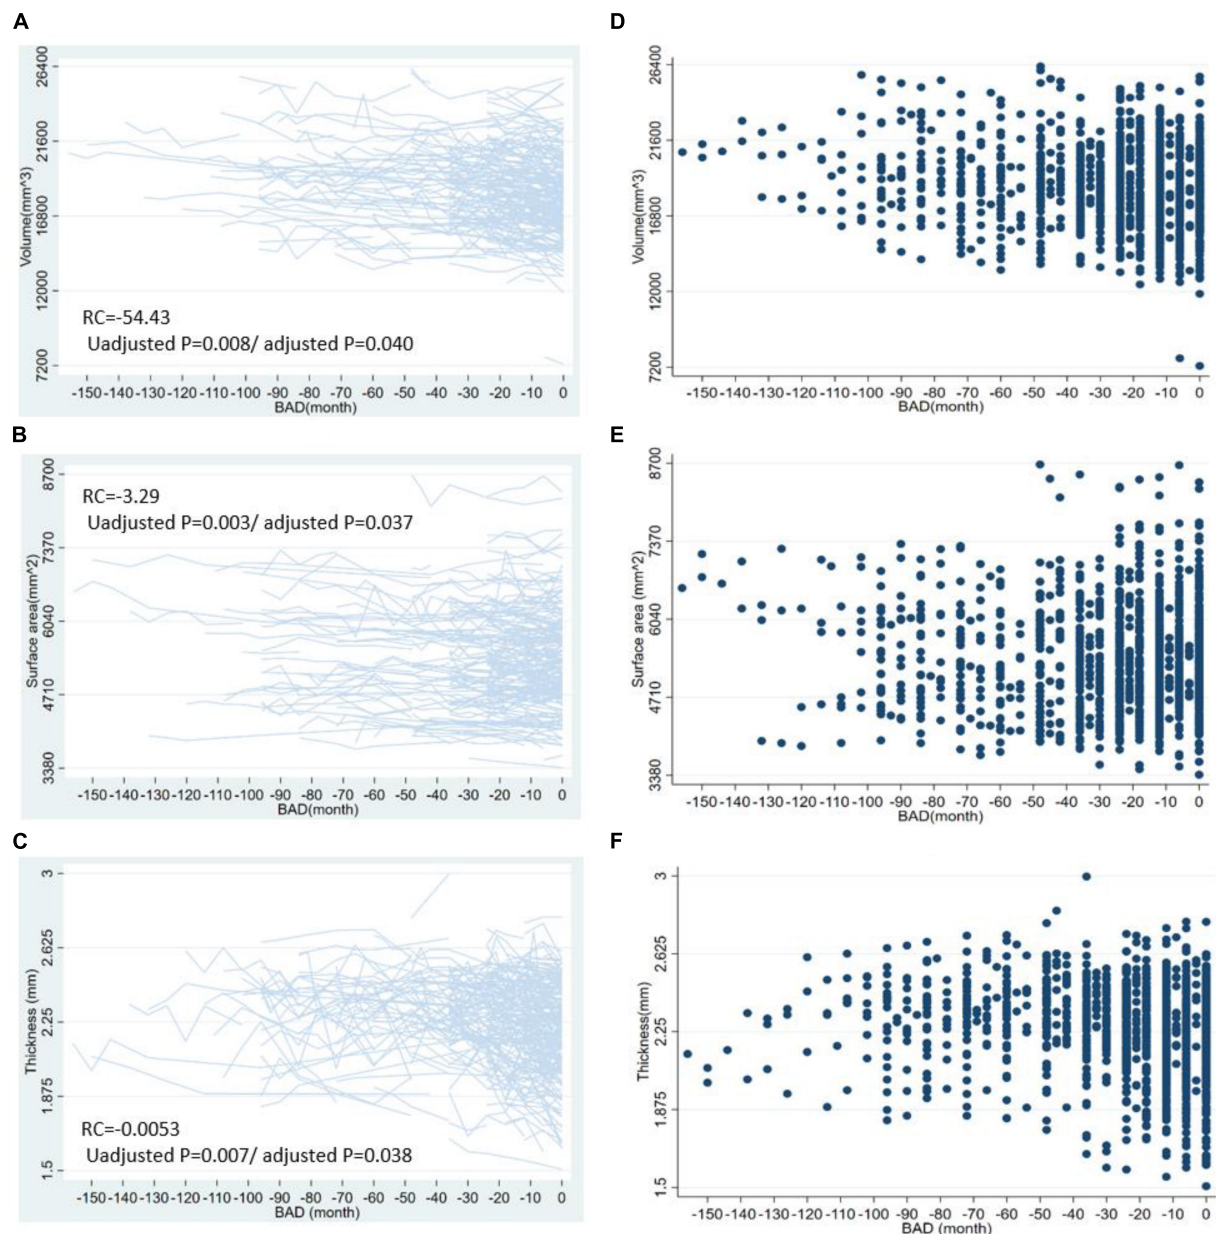 A
Volume(mm^3)
26400
21600
16800
12000
7200
RC=-54.43
Uadjusted P=0.008/ adjusted P=0.040
-150 -140 -130 -120 -110 -100 -90 -80 -70 -60 -50 -40 -30 -20 -10 0
BAD(month)
D
Volume(mm^3)
26400
21600
16800
12000
7200
-150 -140 -130 -120 -110 -100 -90 -80 -70 -60 -50 -40 -30 -20 -10 0
BAD(month)
B
Surface area(mm^2)
8700
7370
6040
4710
3380
RC=-3.29
Uadjusted P=0.003/ adjusted P=0.037
-150 -140 -130 -120 -110 -100 -90 -80 -70 -60 -50 -40 -30 -20 -10 0
BAD(month)
E
Surface area(mm^2)
8700
7370
6040
4710
3380
-150 -140 -130 -120 -110 -100 -90 -80 -70 -60 -50 -40 -30 -20 -10 0
BAD(month)
C
Thickness (mm)
3
2.625
2.25
1.875
1.5
RC=-0.0053
Uadjusted P=0.007/ adjusted P=0.038
-150 -140 -130 -120 -110 -100 -90 -80 -70 -60 -50 -40 -30 -20 -10 0
BAD (month)
F
Thickness(mm)
3
2.625
2.25
1.875
1.5
-150 -140 -130 -120 -110 -100 -90 -80 -70 -60 -50 -40 -30 -20 -10 0
BAD (month)